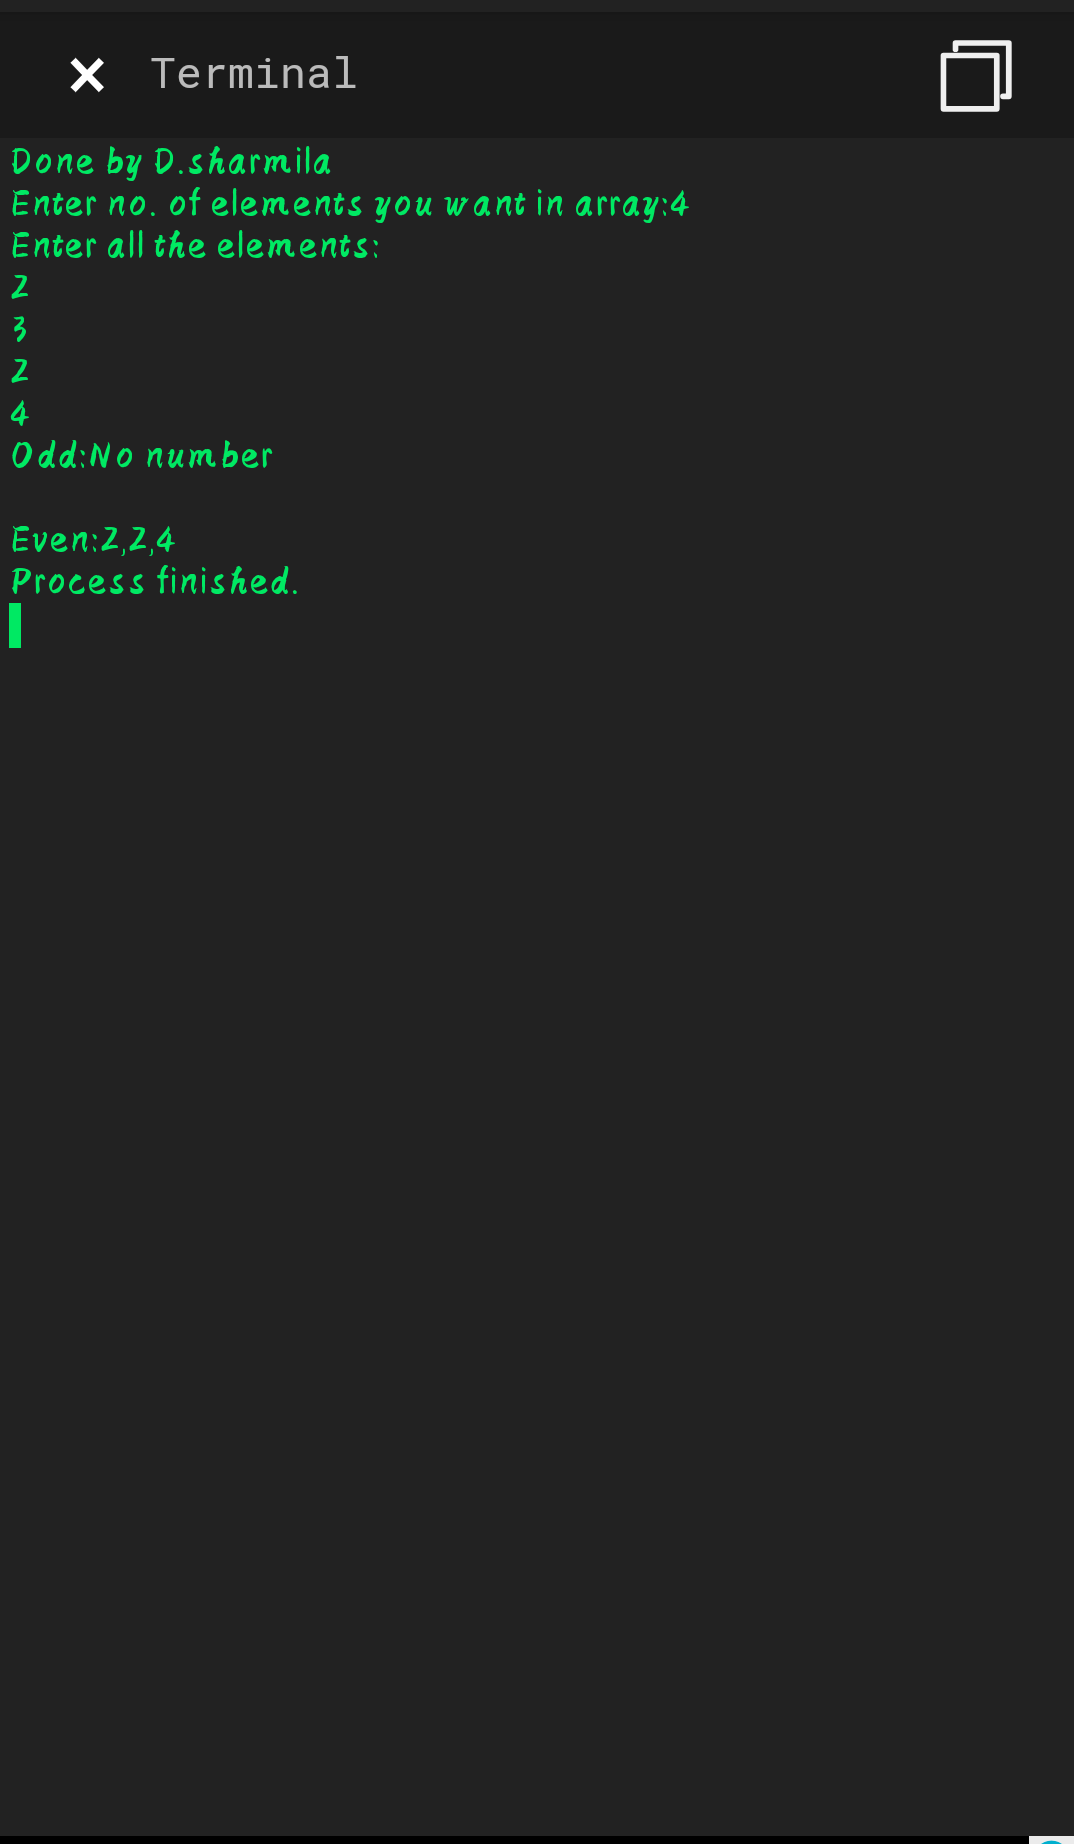 Terminal
Done by D.sharmila
Enter no. of elements you want in array:4
Enter all the elements:
2
3
2
4
Odd:No number
Even:2,2,4
Process finished.